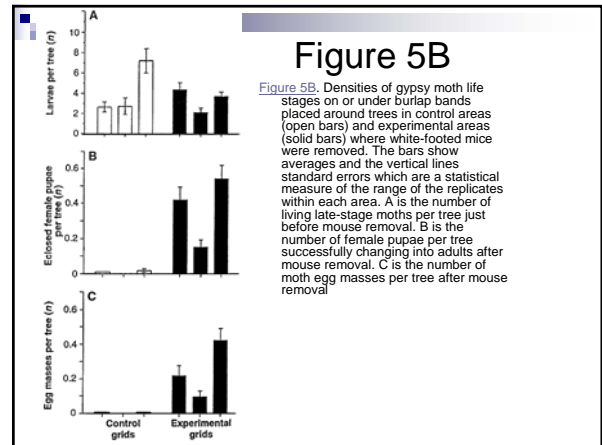 Figure 5B
Figure 5B. Densities of gypsy moth life
stages on or under burlap bands
placed around trees in control areas
(open bars) and experimental areas
(solid bars) where white-footed mice
were removed. The bars show
averages and the vertical lines
standard errors which are a statistical
measure of the range of the replicates
within each area. A is the number of
living late-stage moths per tree just
before mouse removal. B is the
number of female pupae per tree
successfully changing into adults after
mouse removal. C is the number of
moth egg masses per tree after mouse
removal
A
Larvae per tree (n)
10
8
6
4
2
0
B
Eclosed female pupae
per tree (n)
0.6
0.4
0.2
0
C
Egg masses per tree (n)
0.6
0.4
0.2
0
Control
grids
Experimental
grids